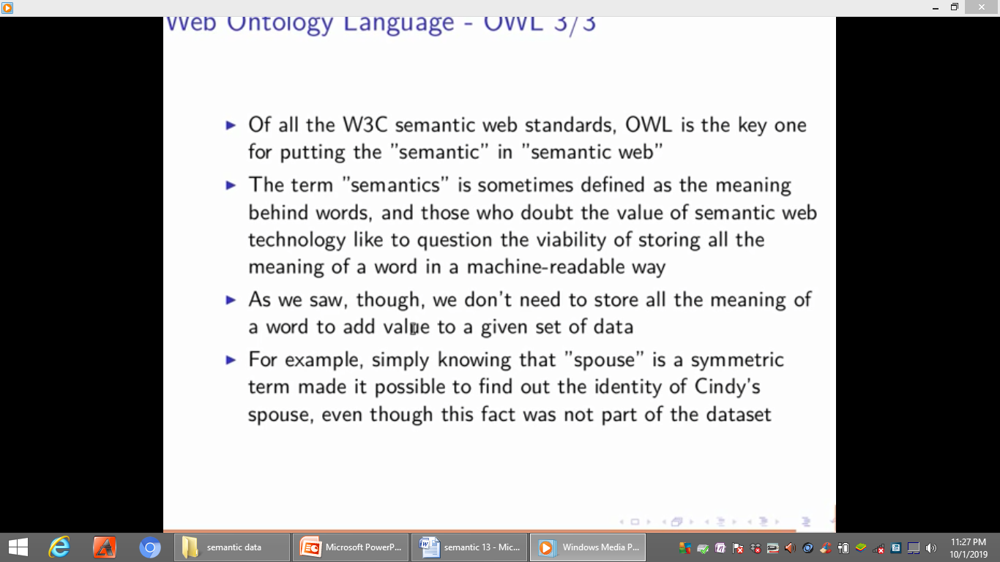 Web Ontology Language - OWL 3/3
Of all the W3C semantic web standards, OWL is the key one
for putting the ”semantic” in ”semantic web”
The term ”semantics” is sometimes defined as the meaning
behind words, and those who doubt the value of semantic web
technology like to question the viability of storing all the
meaning of a word in a machine-readable way
As we saw, though, we don't need to store all the meaning of
a word to add value to a given set of data
For example, simply knowing that ”spouse” is a symmetric
term made it possible to find out the identity of Cindy's
spouse, even though this fact was not part of the dataset
semantic data
Microsoft PowerP...
semantic 13 - Mic...
Windows Media P...
11:27 PM
10/1/2019